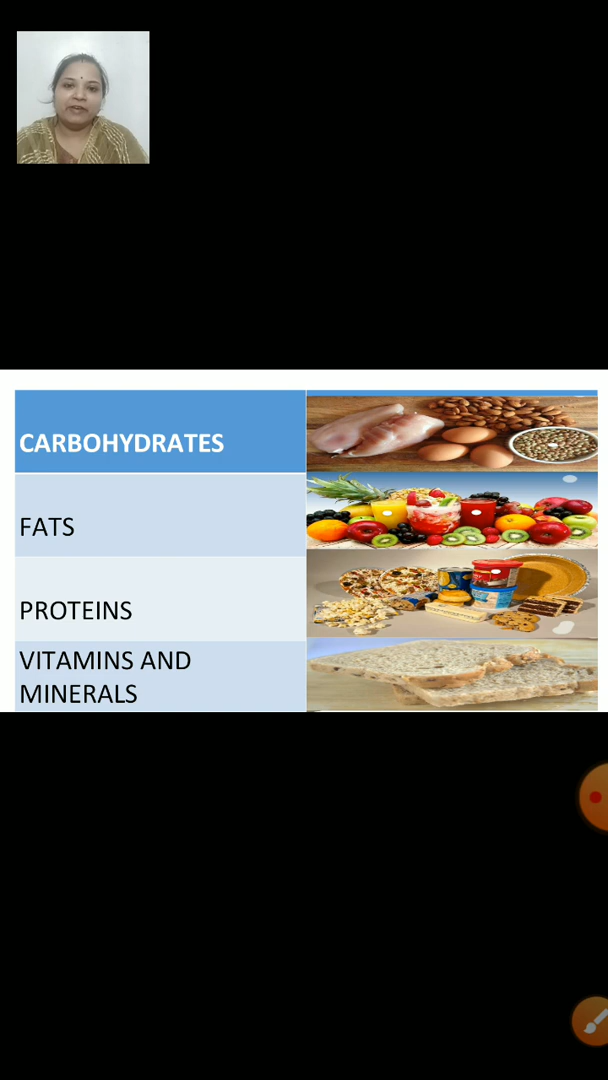 CARBOHYDRATES
FATS
PROTEINS
VITAMINS AND
MINERALS